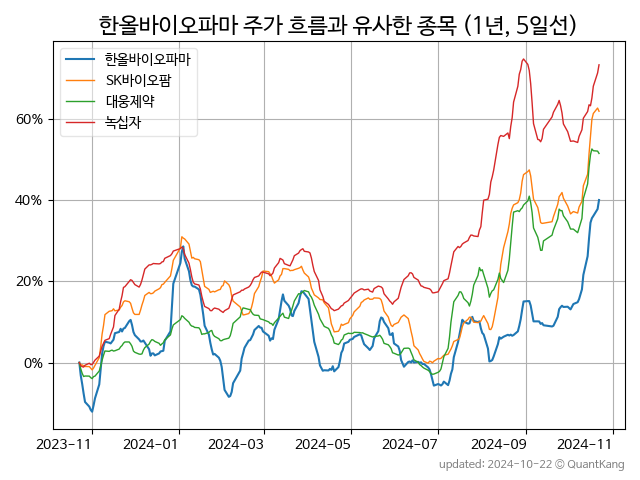 한올바이오파마 주가 흐름과 유사한 종목 (1년, 5일선)
한올바이오파마
SK바이오팜
대웅제약
녹십자
60%
40%
20%
0%
2023-11 2024-01 2024-03 2024-05 2024-07 2024-09 2024-11
updated: 2024-10-22 © QuantKang